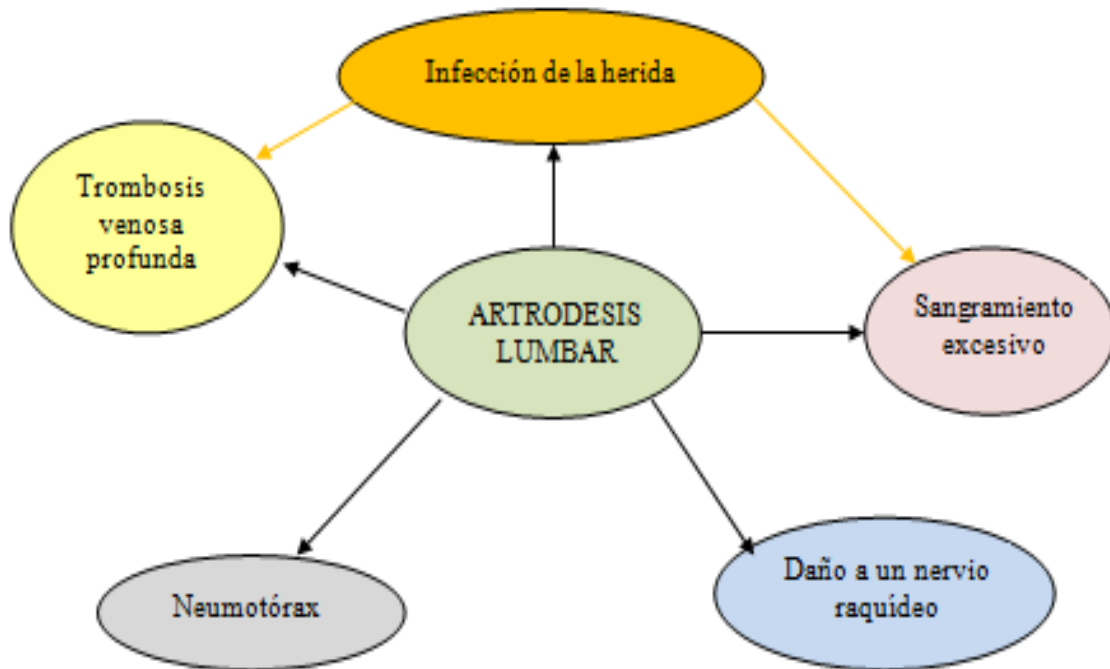 Infección de la herida
Trombosis
venosa
profunda
ARTRODESIS
LUMBAR
Sangramiento
excesivo
Neumotórax
Daño a un nervio
raquídeo